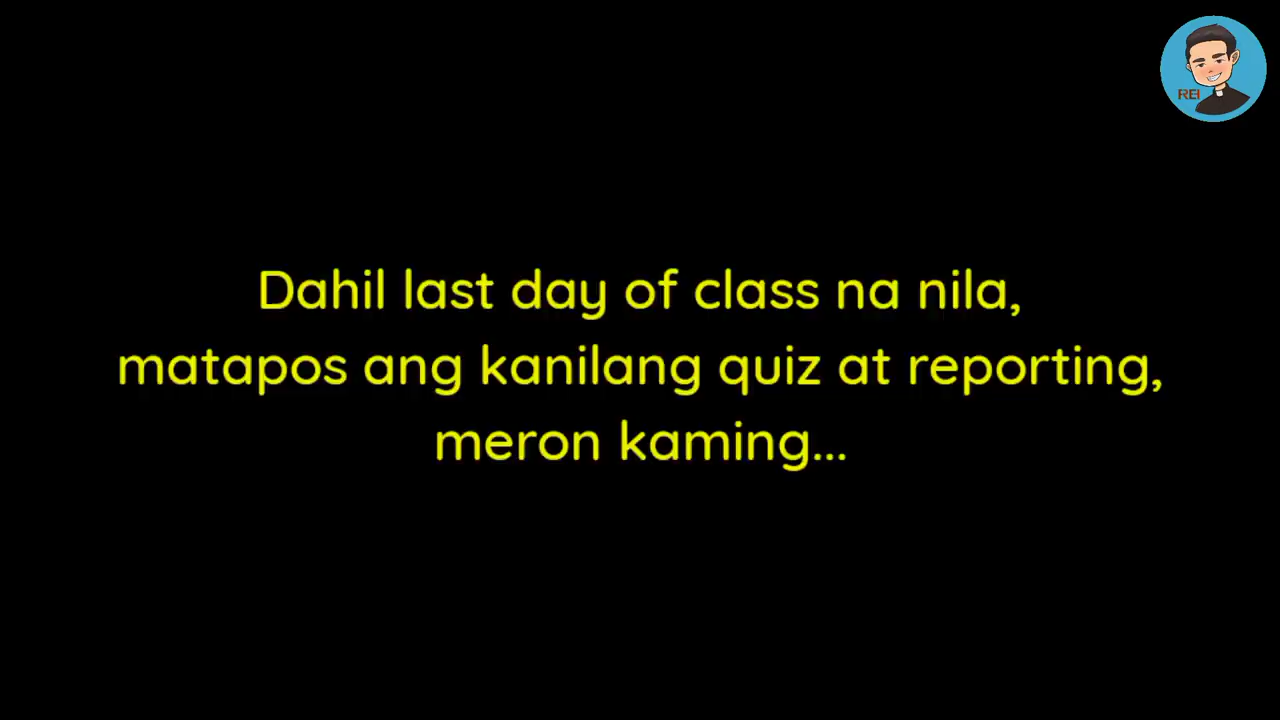 REI
Dahil last day of class na nila,
matapos ang kanilang quiz at reporting,
meron kaming...